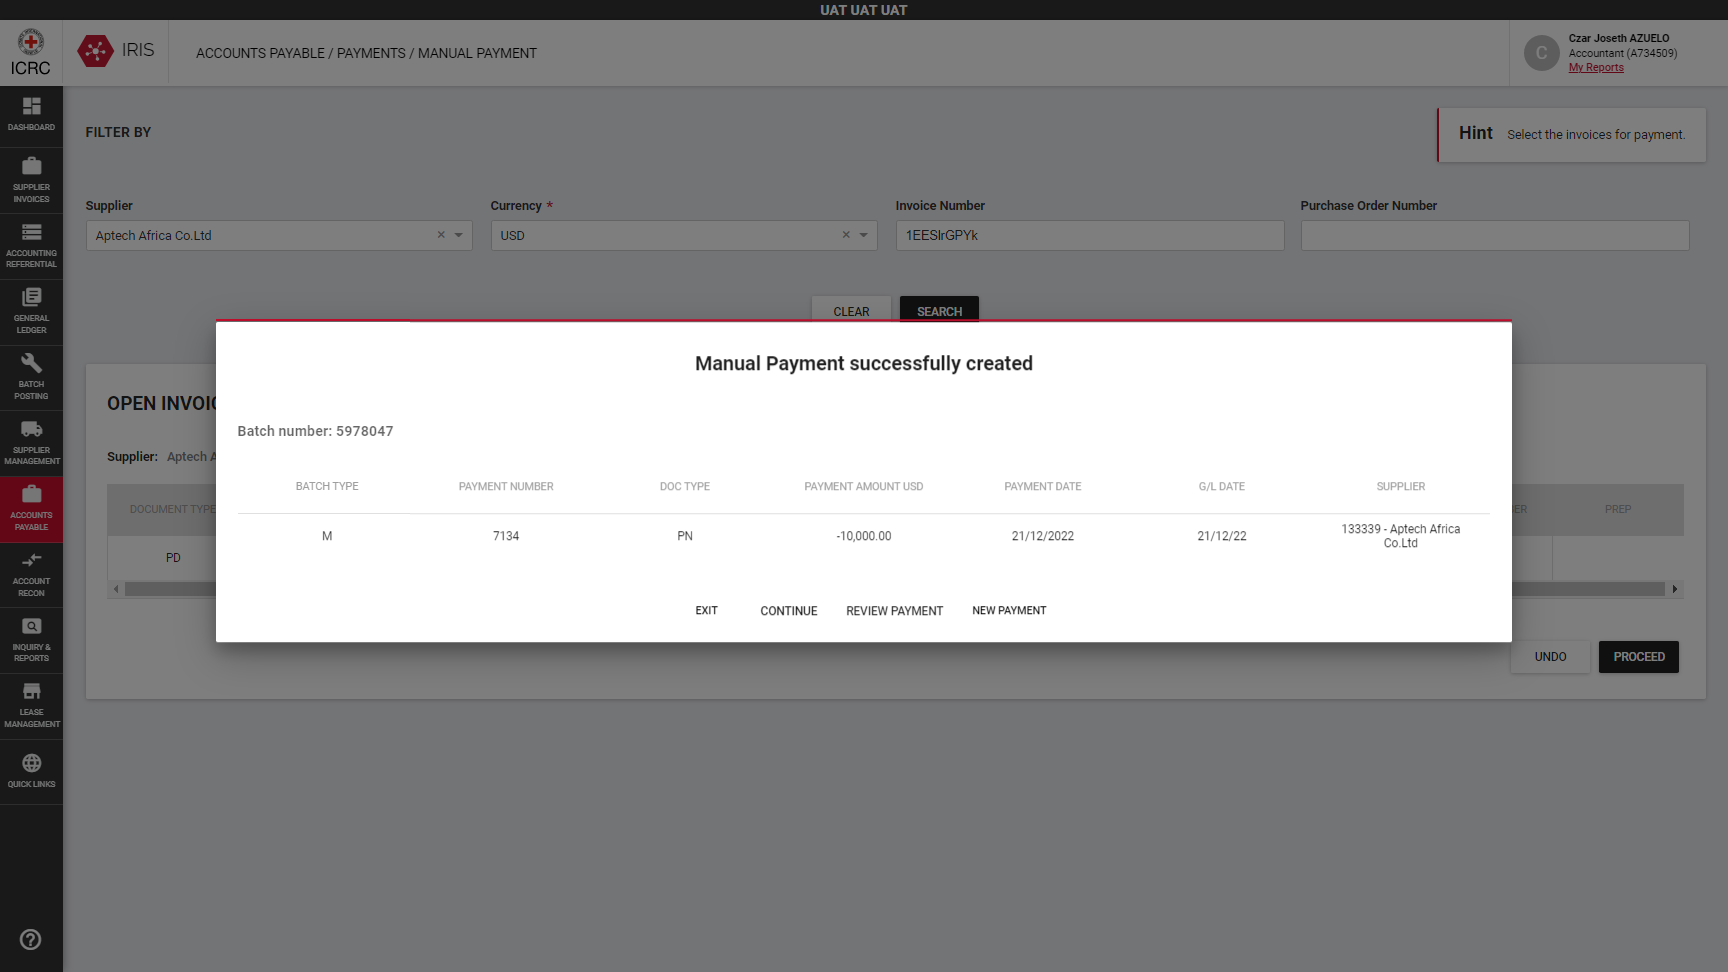 UAT UAT UAT
ICRC
IRIS
ACCOUNTS PAYABLE / PAYMENTS / MANUAL PAYMENT
C
Czar Joseth AZUELO
Accountant (A734509)
My Reports
DASHBOARD
SUPPLIER
INVOICES
ACCOUNTING
REFERENTIAL
GENERAL
LEDGER
BATCH
POSTING
SUPPLIER
MANAGEMENT
ACCOUNTS
PAYABLE
ACCOUNT
RECON
INQUIRY &
REPORTS
LEASE
MANAGEMENT
QUICK LINKS
FILTER BY
Hint Select the invoices for payment.
Supplier
Aptech Africa Co.Ltd
Currency *
USD
Invoice Number
1EESlrGPYk
Purchase Order Number
CLEAR
SEARCH
OPEN INVOIC
Supplier: Aptech A
DOCUMENT TYPE
ER
PREP
PD
Manual Payment successfully created
Batch number: 5978047
BATCH TYPE PAYMENT NUMBER DOC TYPE PAYMENT AMOUNT USD PAYMENT DATE G/L DATE SUPPLIER
M 7134 PN -10,000.00 21/12/2022 21/12/22 133339 - Aptech Africa
Co.Ltd
EXIT CONTINUE REVIEW PAYMENT NEW PAYMENT
UNDO PROCEED